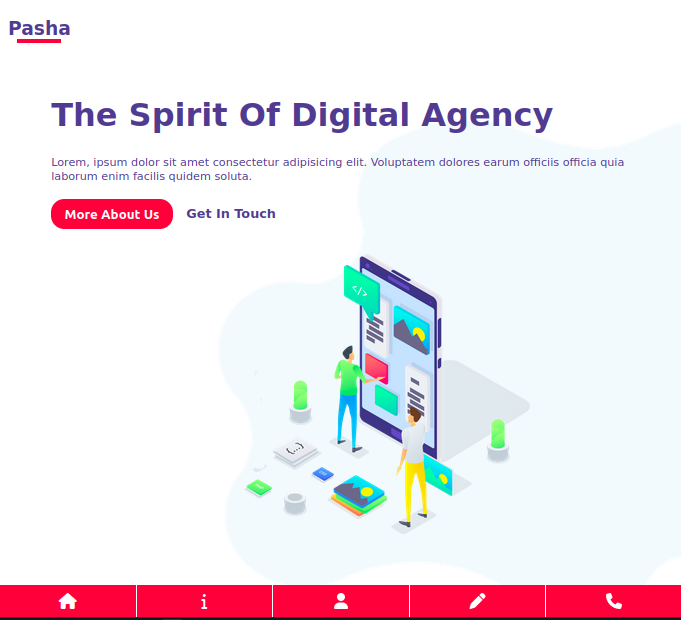 Pasha
The Spirit Of Digital Agency
Lorem, ipsum dolor sit amet consectetur adipisicing elit. Voluptatem dolores earum officiis officia quia
laborum enim facilis quidem soluta.
More About Us
Get In Touch
</>
{...}